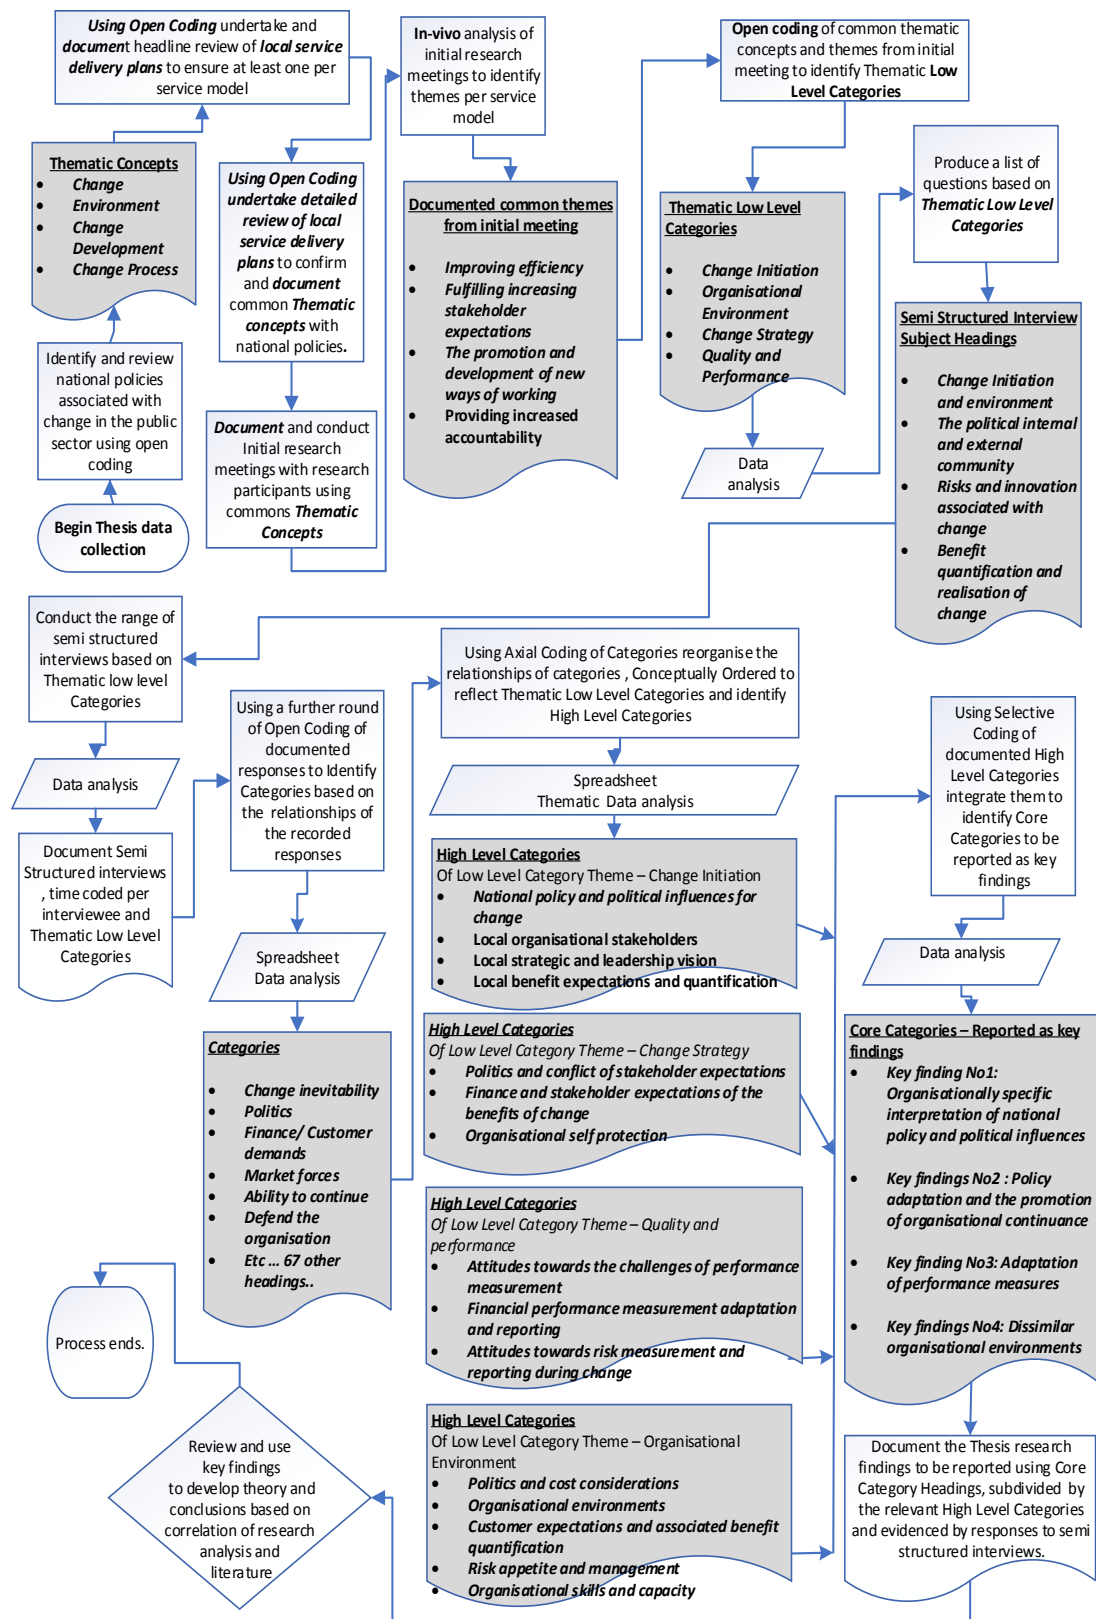 Using Open Coding undertake and
document headline review of local service
delivery plans to ensure at least one per
service model
In-vivo analysis of
initial research
meetings to identify
themes per service
model
Open coding of common thematic
concepts and themes from initial
meeting to identify Thematic Low
Level Categories
Thematic Concepts
• Change
• Environment
• Change
Development
• Change Process
Using Open Coding
undertake detailed
review of local
service delivery
plans to confirm
and document
common Thematic
concepts with
national policies.
Documented common themes
from initial meeting
• Improving efficiency
• Fulfilling increasing
stakeholder
expectations
• The promotion and
development of new
ways of working
• Providing increased
accountability
Thematic Low Level
Categories
• Change Initiation
• Organisational
Environment
• Change Strategy
• Quality and
Performance
Produce a list of
questions based on
Thematic Low Level
Categories
Semi Structured Interview
Subject Headings
• Change Initiation
and environment
• The political internal
and external
community
• Risks and innovation
associated with
change
• Benefit
quantification and
realisation of
change
Identify and review
national policies
associated with
change in the public
sector using open
coding
Document and conduct
Initial research
meetings with research
participants using
commons Thematic
Concepts
Data
analysis
Begin Thesis data
collection
Conduct the range of
semi structured
interviews based on
Thematic low level
Categories
Data analysis
Document Semi
Structured interviews
, time coded per
interviewee and
Thematic Low Level
Categories
Using a further round
of Open Coding of
documented
responses to Identify
Categories based on
the relationships of
the recorded
responses
Spreadsheet
Data analysis
Categories
• Change inevitability
• Politics
• Finance/ Customer
demands
• Market forces
• Ability to continue
• Defend the
organisation
• Etc ... 67 other
headings..
Using Axial Coding of Categories reorganise the
relationships of categories , Conceptually Ordered to
reflect Thematic Low Level Categories and identify
High Level Categories
Spreadsheet
Thematic Data analysis
High Level Categories
Of Low Level Category Theme – Change Initiation
• National policy and political influences for
change
• Local organisational stakeholders
• Local strategic and leadership vision
• Local benefit expectations and quantification
High Level Categories
Of Low Level Category Theme – Change Strategy
• Politics and conflict of stakeholder expectations
• Finance and stakeholder expectations of the
benefits of change
• Organisational self protection
High Level Categories
Of Low Level Category Theme – Quality and
performance
• Attitudes towards the challenges of performance
measurement
• Financial performance measurement adaptation
and reporting
• Attitudes towards risk measurement and
reporting during change
High Level Categories
Of Low Level Category Theme – Organisational
Environment
• Politics and cost considerations
• Organisational environments
• Customer expectations and associated benefit
quantification
• Risk appetite and management
• Organisational skills and capacity
Using Selective
Coding of
documented High
Level Categories
integrate them to
identify Core
Categories to be
reported as key
findings
Data analysis
Core Categories – Reported as key
findings
• Key finding No1:
Organisationally specific
interpretation of national
policy and political influences
• Key findings No2 : Policy
adaptation and the promotion
of organisational continuance
• Key finding No3: Adaptation
of performance measures
• Key findings No4: Dissimilar
organisational environments
Document the Thesis research
findings to be reported using Core
Category Headings, subdivided by
the relevant High Level Categories
and evidenced by responses to semi
structured interviews.
Review and use
key findings
to develop theory and
conclusions based on
correlation of research
analysis and
literature
Process ends.